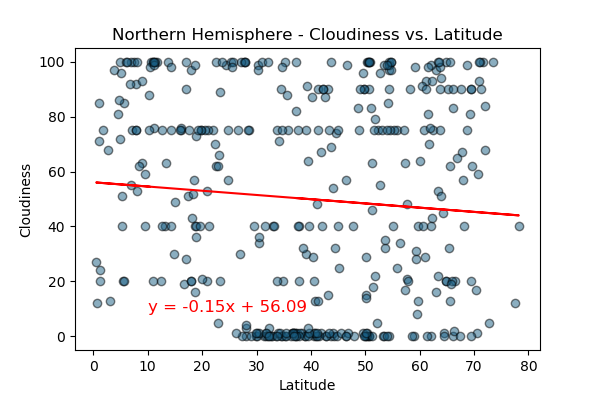 Northern Hemisphere - Cloudiness vs. Latitude
100
80
60
40
20
0
Cloudiness
y = -0.15x + 56.09
0 10 20 30 40 50 60 70 80
Latitude